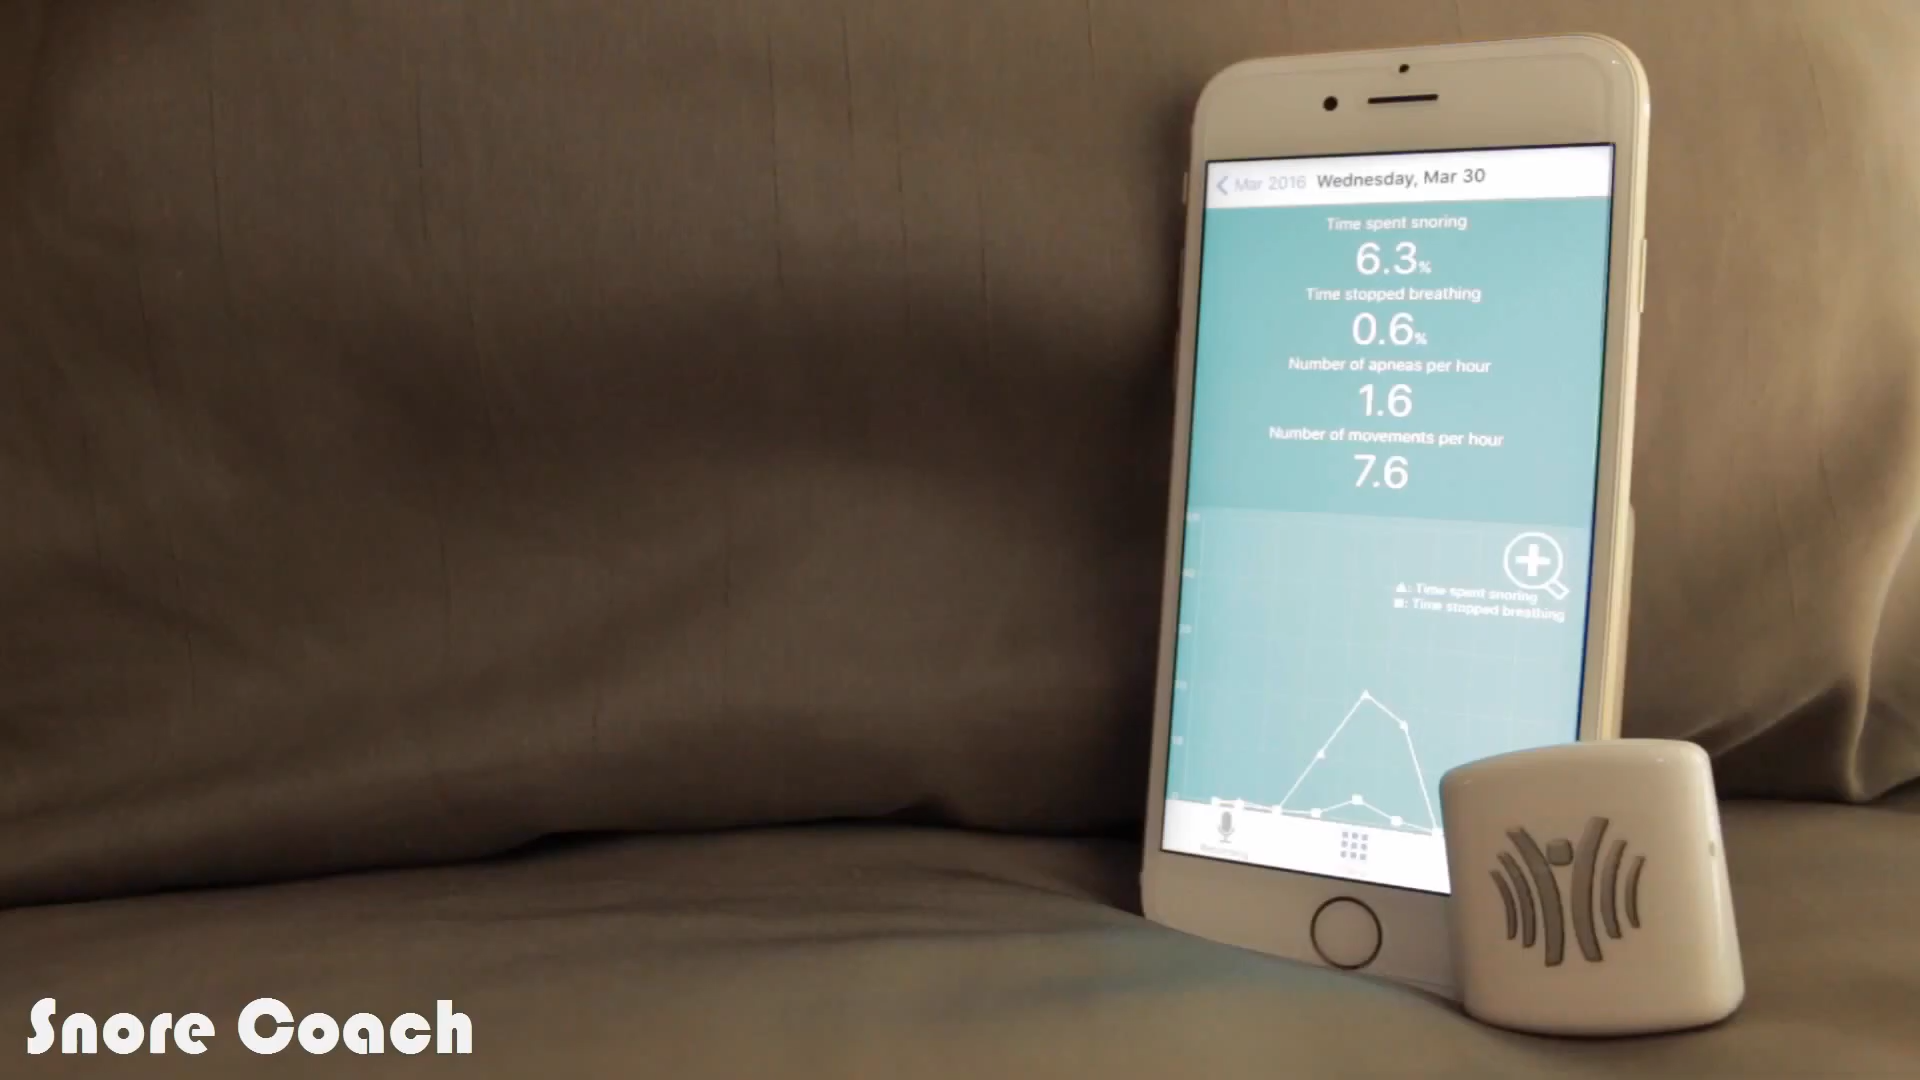 Mar 2016 Wednesday, Mar 30
Time spent snoring
6.3%
Time stopped breathing
0.6%
Number of apneas per hour
1.6
Number of movements per hour
7.6
: Time spent snoring
: Time stopped breathing
Snore Coach